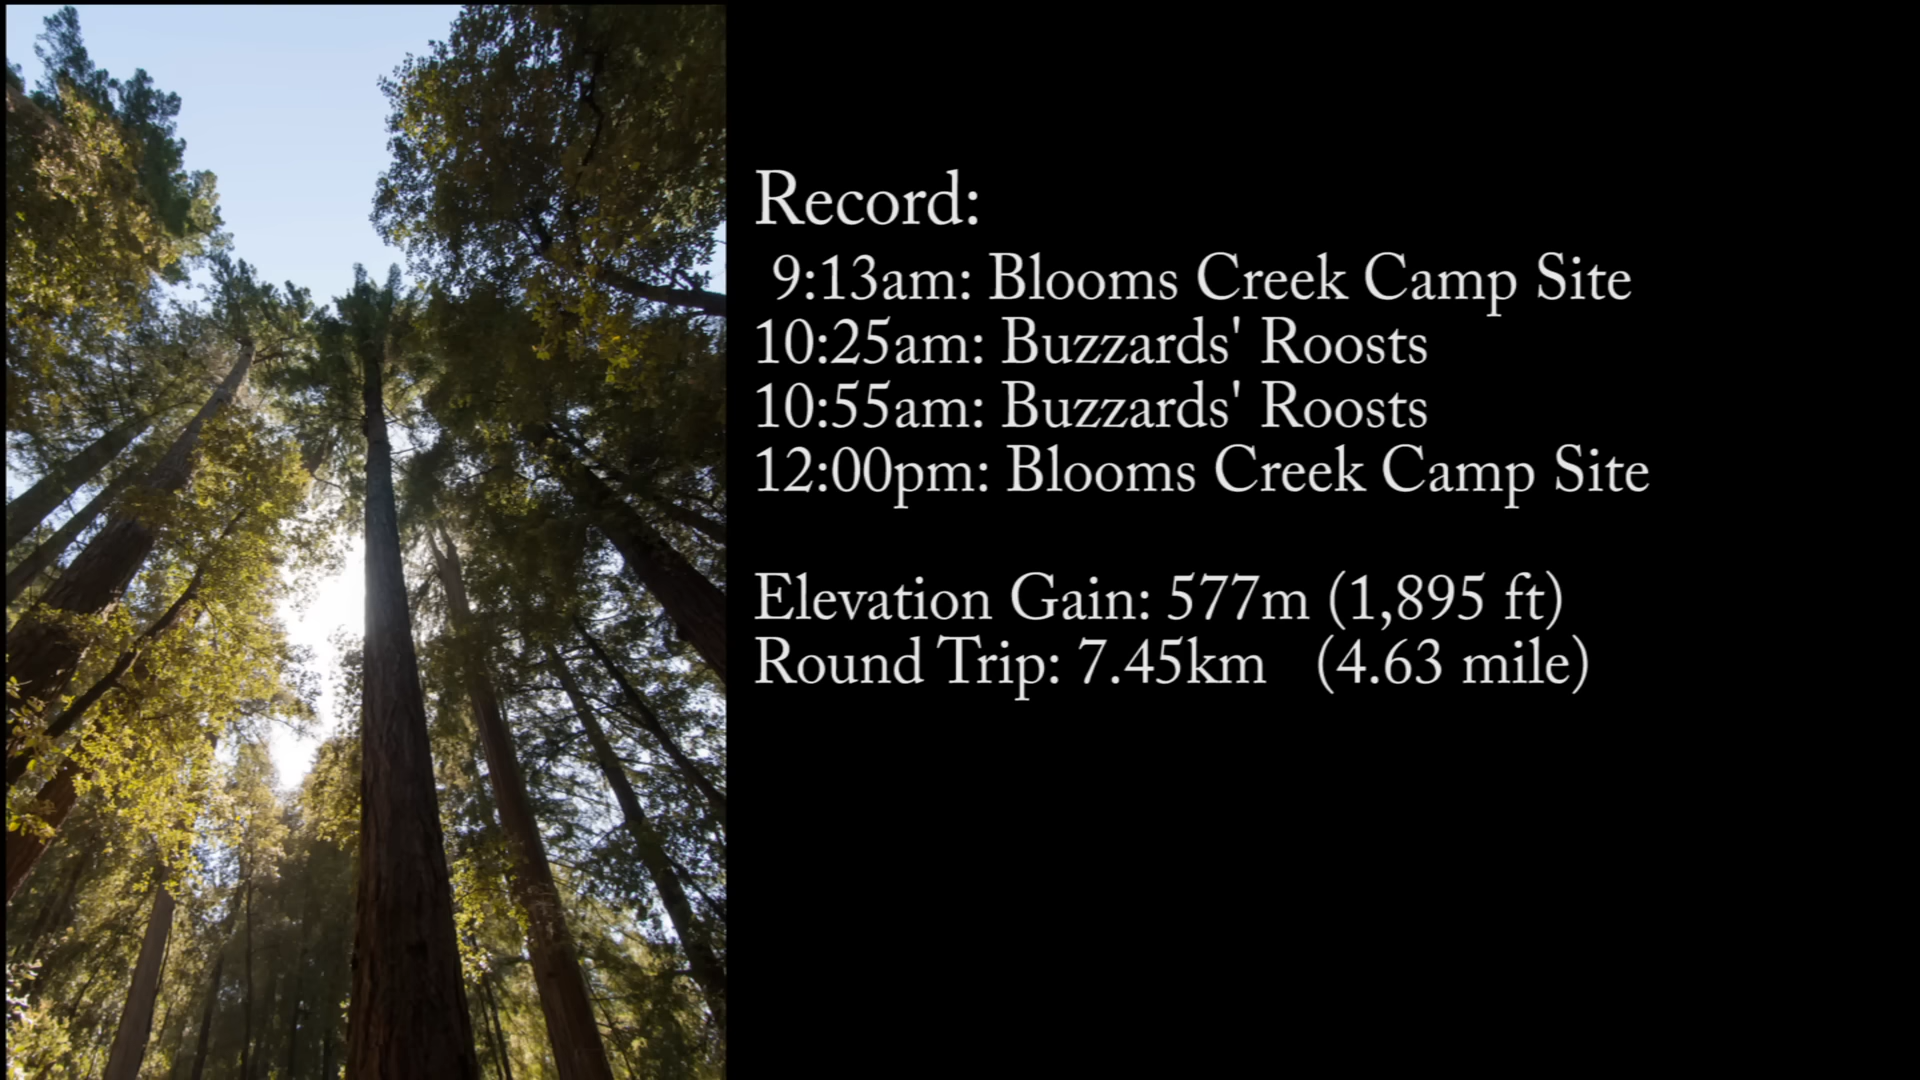 Record:
9:13am: Blooms Creek Camp Site
10:25am: Buzzards' Roosts
10:55am: Buzzards' Roosts
12:00pm: Blooms Creek Camp Site
Elevation Gain: 577m (1,895 ft)
Round Trip: 7.45km (4.63 mile)